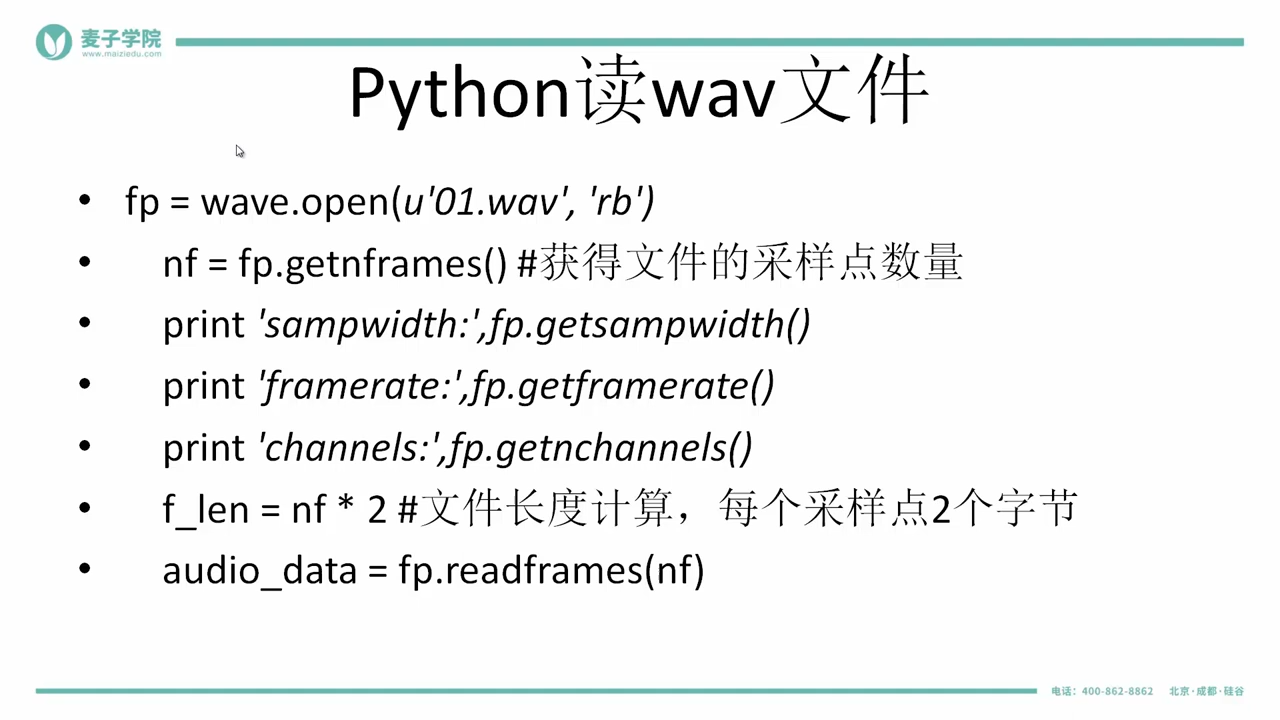 麦子学院
www.maiziedu.com
Python读wav文件
• fp = wave.open(u'01.wav', 'rb')
• nf = fp.getnframes() #获得文件的采样点数量
• print 'sampwidth:',fp.getsampwidth()
• print 'framerate:',fp.getframerate()
• print 'channels:',fp.getnchannels()
• f_len = nf * 2 #文件长度计算，每个采样点2个字节
• audio_data = fp.readframes(nf)
电话：400-862-8862 北京·成都·硅谷